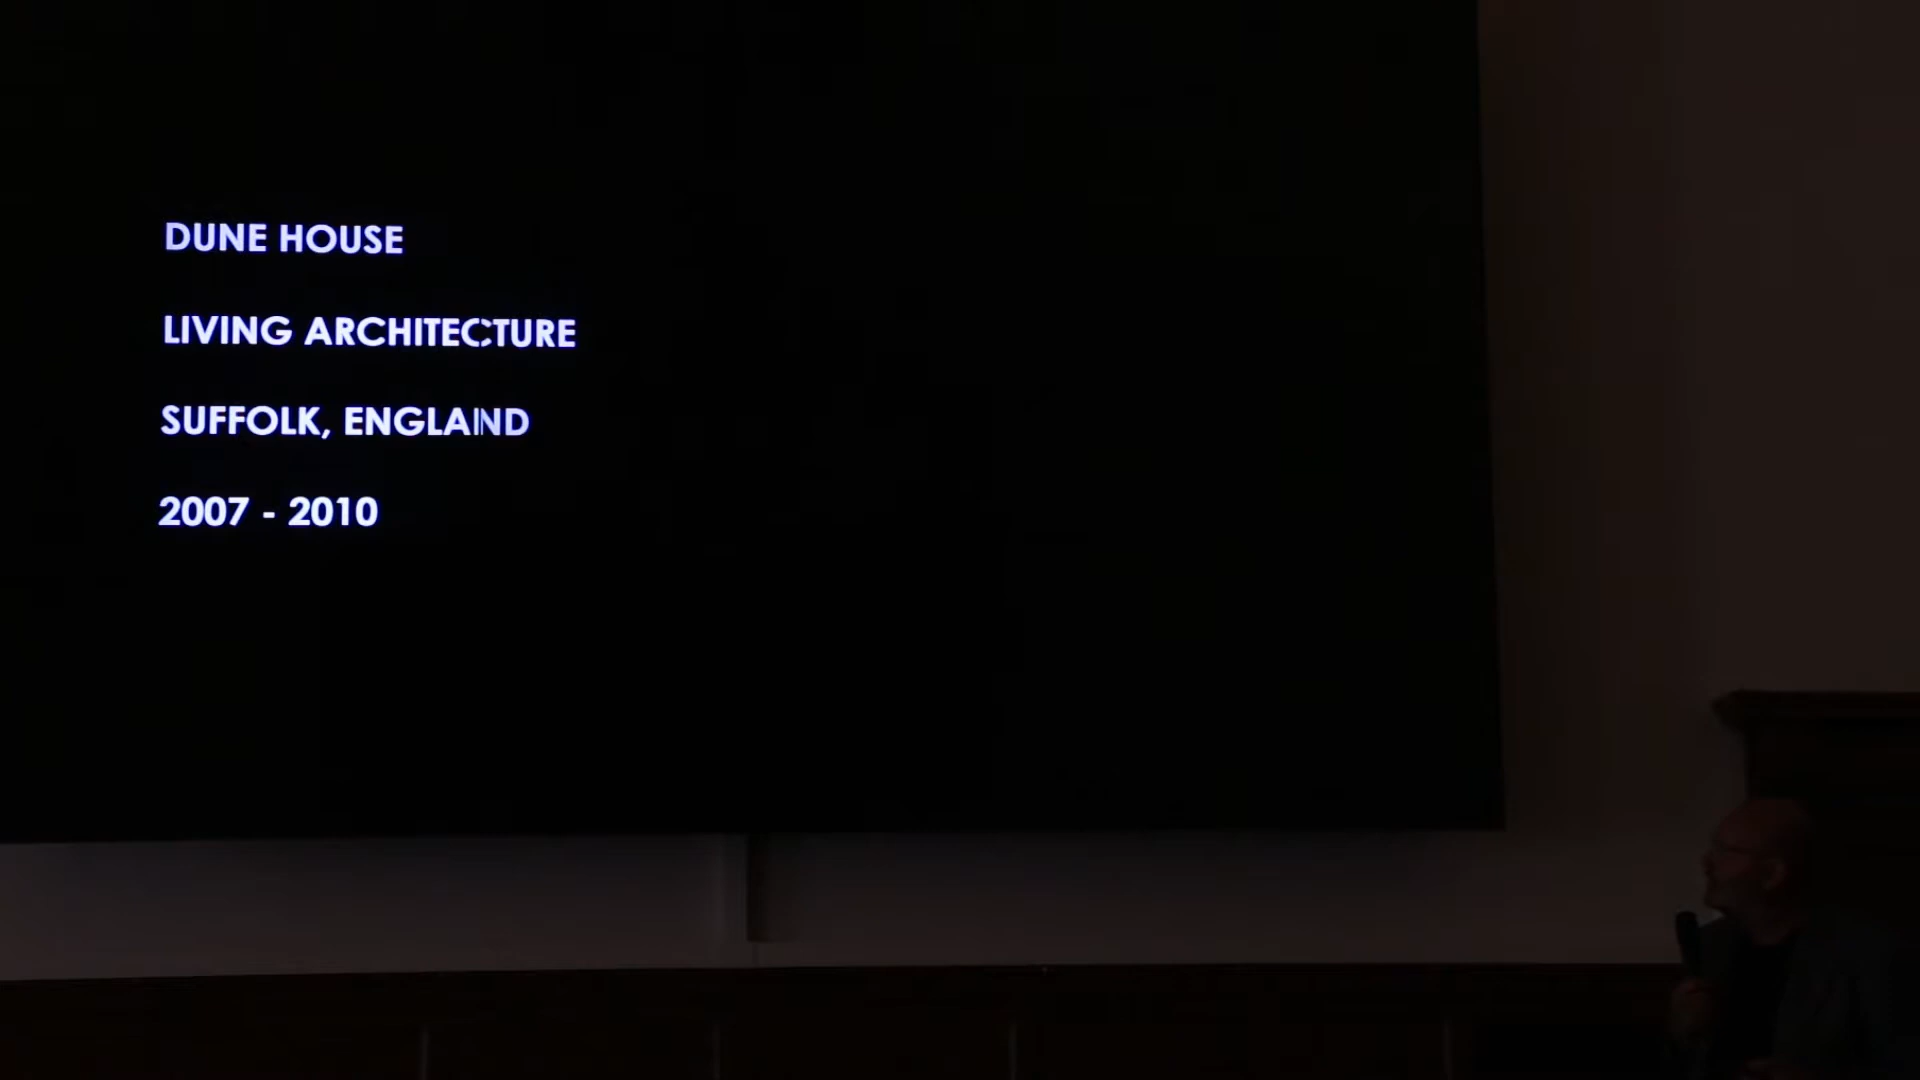 DUNE HOUSE
LIVING ARCHITECTURE
SUFFOLK, ENGLAND
2007 - 2010